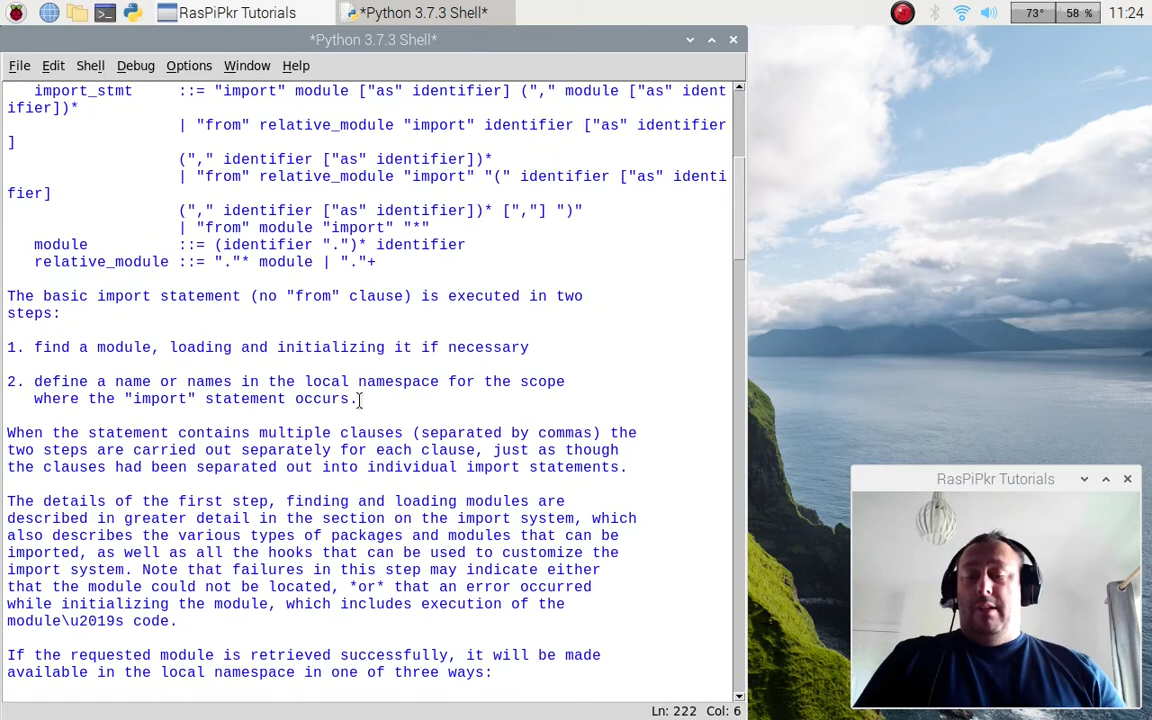 RasPiPkr Tutorials
*Python 3.7.3 Shell*
73°
58 %
11:24
*Python 3.7.3 Shell*
File Edit Shell Debug Options Window Help
import_stmt ::= "import" module ["as" identifier] ("," module ["as" ident
ifier])*
| "from" relative_module "import" identifier ["as" identifier
]
("," identifier ["as" identifier])*
| "from" relative_module "import" "(" identifier ["as" identi
fier]
("," identifier ["as" identifier])* [","] ")"
| "from" module "import" "*"
module ::= (identifier ".")* identifier
relative_module ::= "."* module | "."+
The basic import statement (no "from" clause) is executed in two
steps:
1. find a module, loading and initializing it if necessary
2. define a name or names in the local namespace for the scope
where the "import" statement occurs.
When the statement contains multiple clauses (separated by commas) the
two steps are carried out separately for each clause, just as though
the clauses had been separated out into individual import statements.
The details of the first step, finding and loading modules are
described in greater detail in the section on the import system, which
also describes the various types of packages and modules that can be
imported, as well as all the hooks that can be used to customize the
import system. Note that failures in this step may indicate either
that the module could not be located, *or* that an error occurred
while initializing the module, which includes execution of the
module\u2019s code.
If the requested module is retrieved successfully, it will be made
available in the local namespace in one of three ways:
Ln: 222 Col: 6
RasPiPkr Tutorials